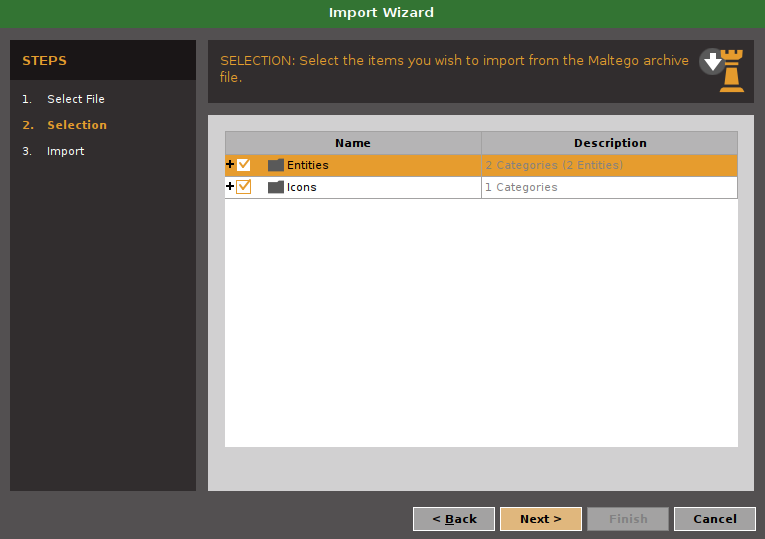 Import Wizard
STEPS
1. Select File
2. Selection
3. Import
SELECTION: Select the items you wish to import from the Maltego archive
file.
Name Description
Entities 2 Categories (2 Entities)
Icons 1 Categories
< Back Next > Finish Cancel